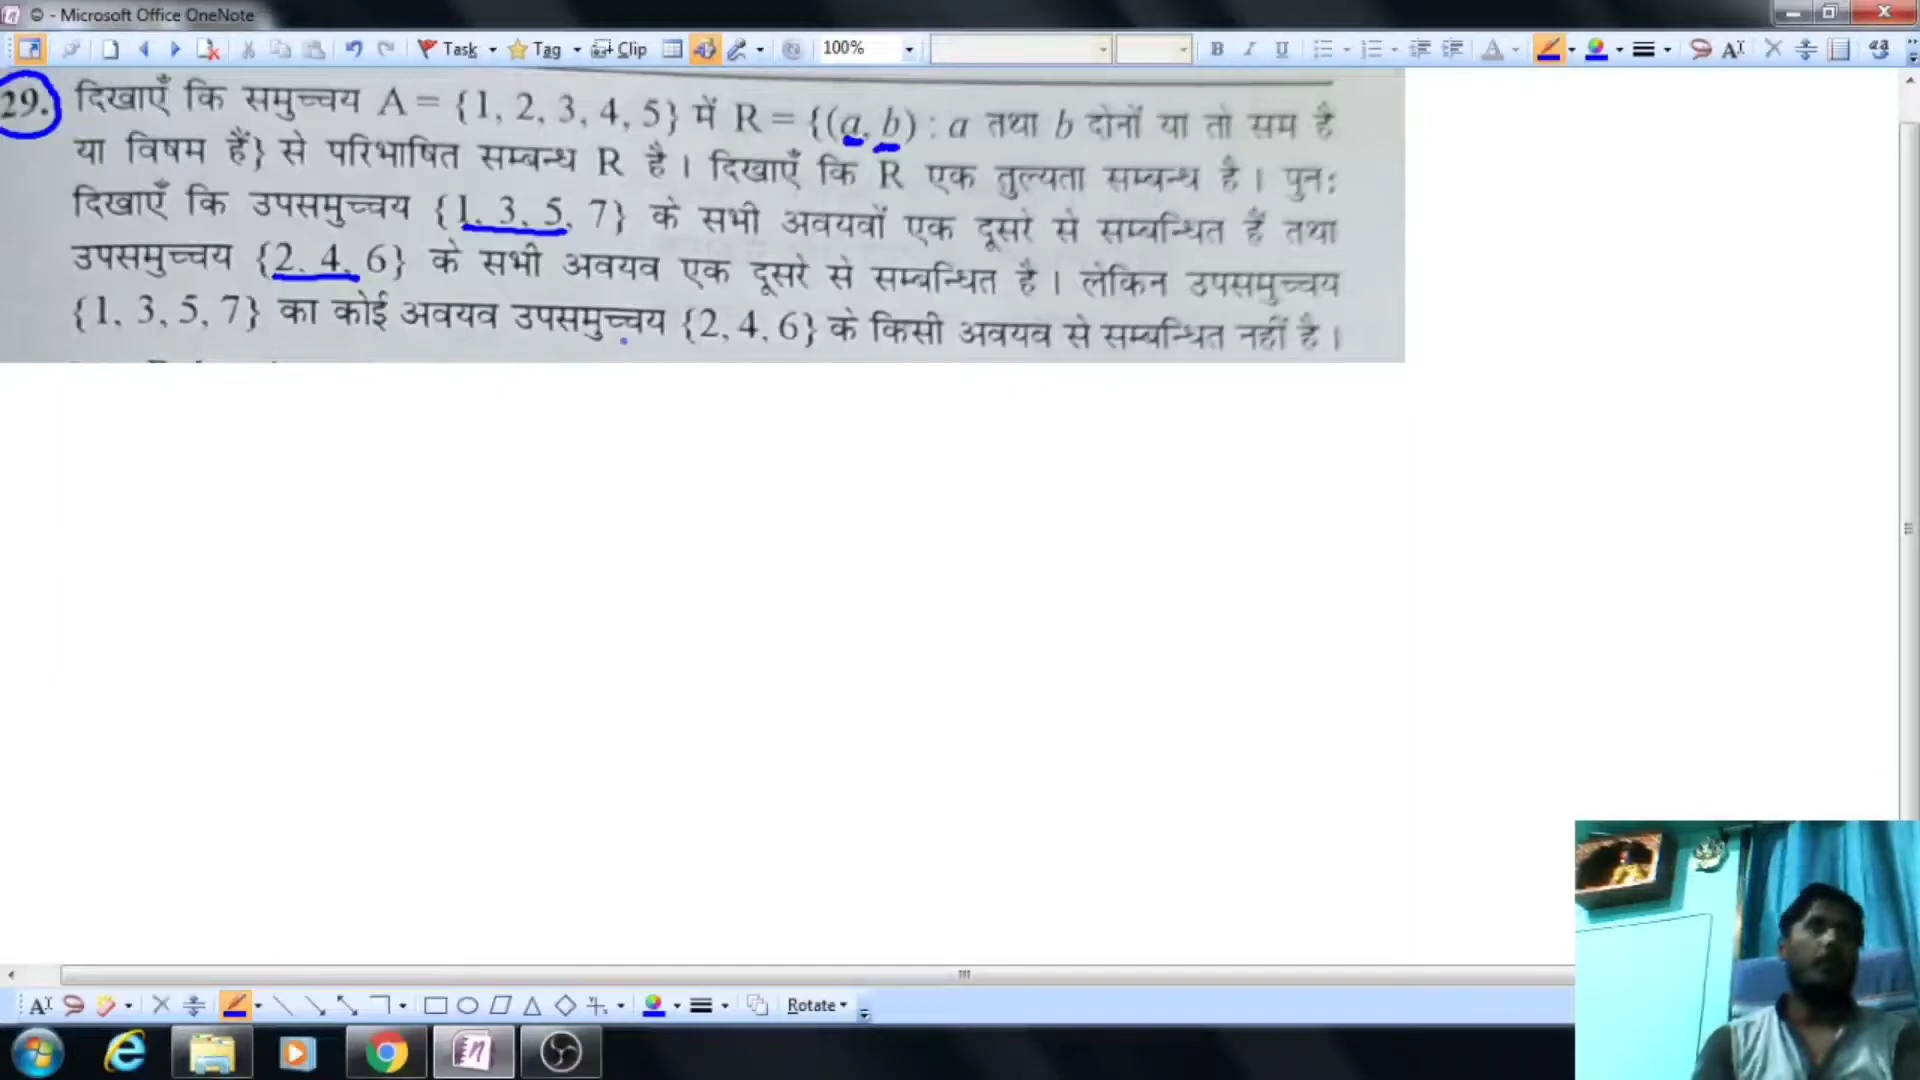 © - Microsoft Office OneNote
Task Tag Clip 100% B I U A
29. दिखाएँ कि समुच्चय A = {1, 2, 3, 4, 5} में R = {(a, b) : a तथा b दोनों या तो सम है
या विषम हैं} से परिभाषित सम्बन्ध R है । दिखाएँ कि R एक तुल्यता सम्बन्ध है । पुनः
दिखाएँ कि उपसमुच्चय {1, 3, 5, 7} के सभी अवयवों एक दूसरे से सम्बन्धित हैं तथा
उपसमुच्चय {2, 4, 6} के सभी अवयव एक दूसरे से सम्बन्धित है । लेकिन उपसमुच्चय
{1, 3, 5, 7} का कोई अवयव उपसमुच्चय {2, 4, 6} के किसी अवयव से सम्बन्धित नहीं है ।
Rotate